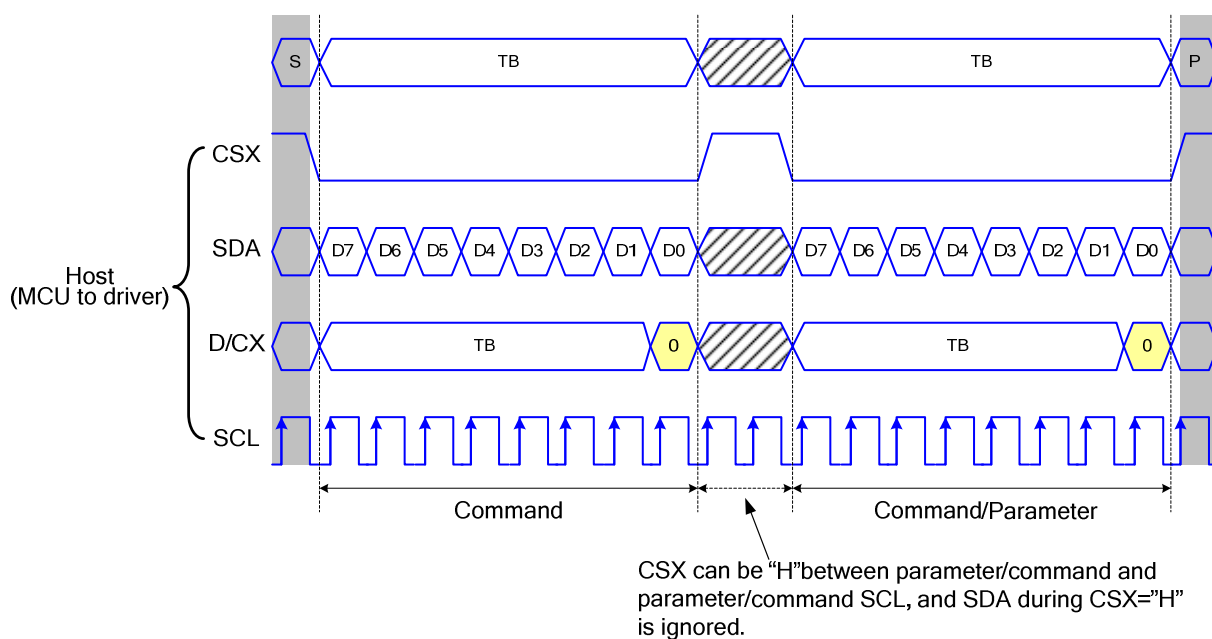 S TB TB P
CSX
SDA D7 D6 D5 D4 D3 D2 D1 D0 D7 D6 D5 D4 D3 D2 D1 D0
Host
(MCU to driver)
D/CX TB 0 TB 0
SCL
Command Command/Parameter
CSX can be “H”between parameter/command and
parameter/command SCL, and SDA during CSX=”H”
is ignored.